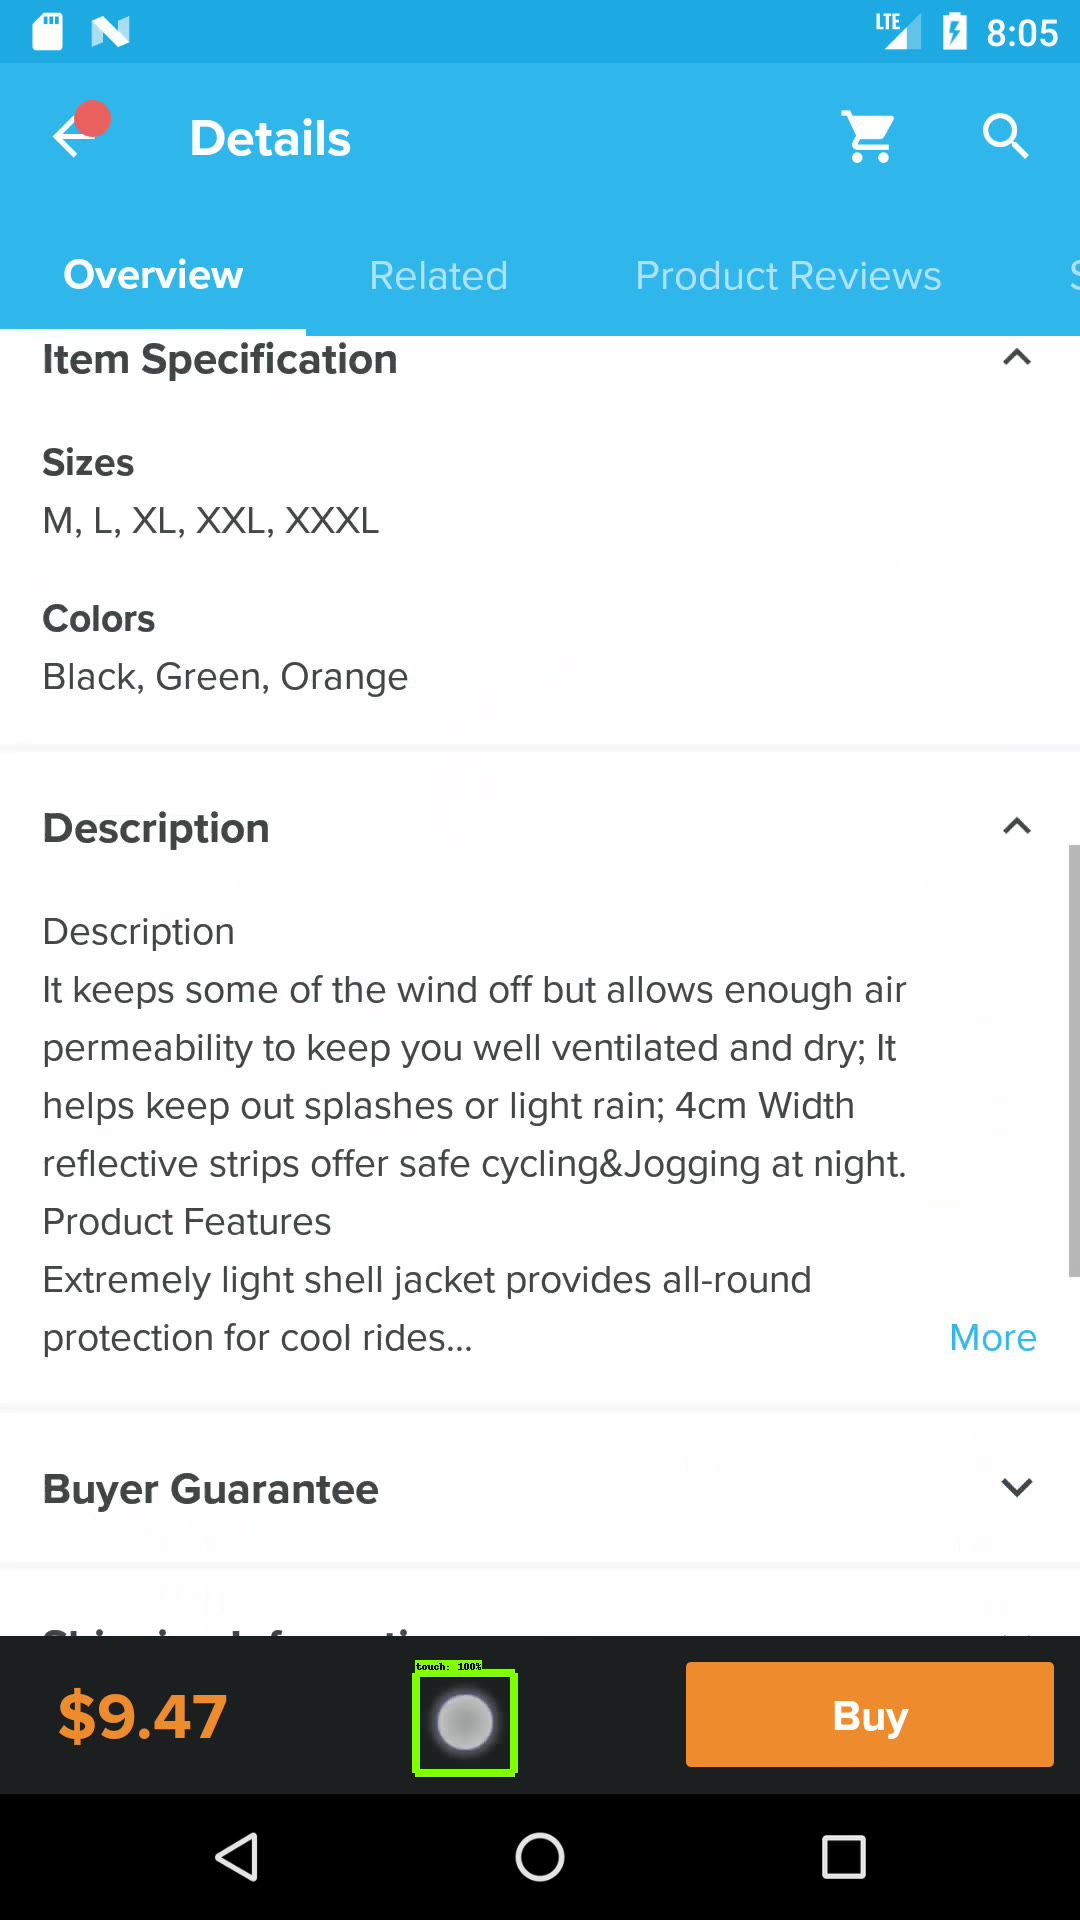 LTE 8:05
Details
Overview Related Product Reviews S
Item Specification
Sizes
M, L, XL, XXL, XXXL
Colors
Black, Green, Orange
Description
Description
It keeps some of the wind off but allows enough air
permeability to keep you well ventilated and dry; It
helps keep out splashes or light rain; 4cm Width
reflective strips offer safe cycling&Jogging at night.
Product Features
Extremely light shell jacket provides all-round
protection for cool rides... More
Buyer Guarantee
Shipping Information
touch: 100%
$9.47 Buy